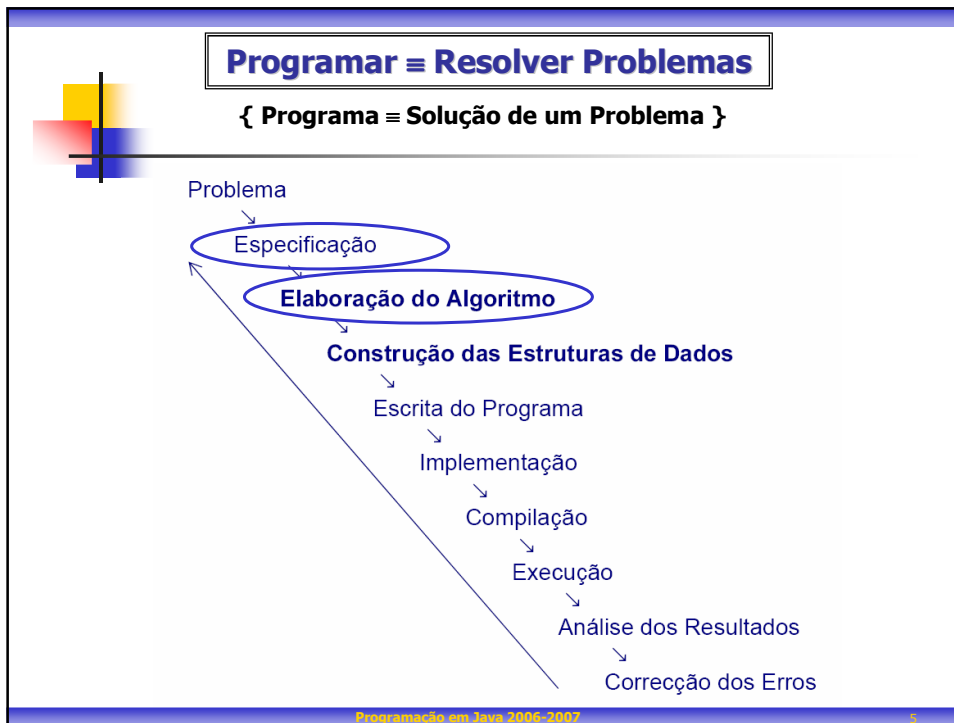 Programar ≡ Resolver Problemas
{ Programa ≡ Solução de um Problema }
Problema
Especificação
Elaboração do Algoritmo
Construção das Estruturas de Dados
Escrita do Programa
Implementação
Compilação
Execução
Análise dos Resultados
Correcção dos Erros
Programação em Java 2006-2007
5